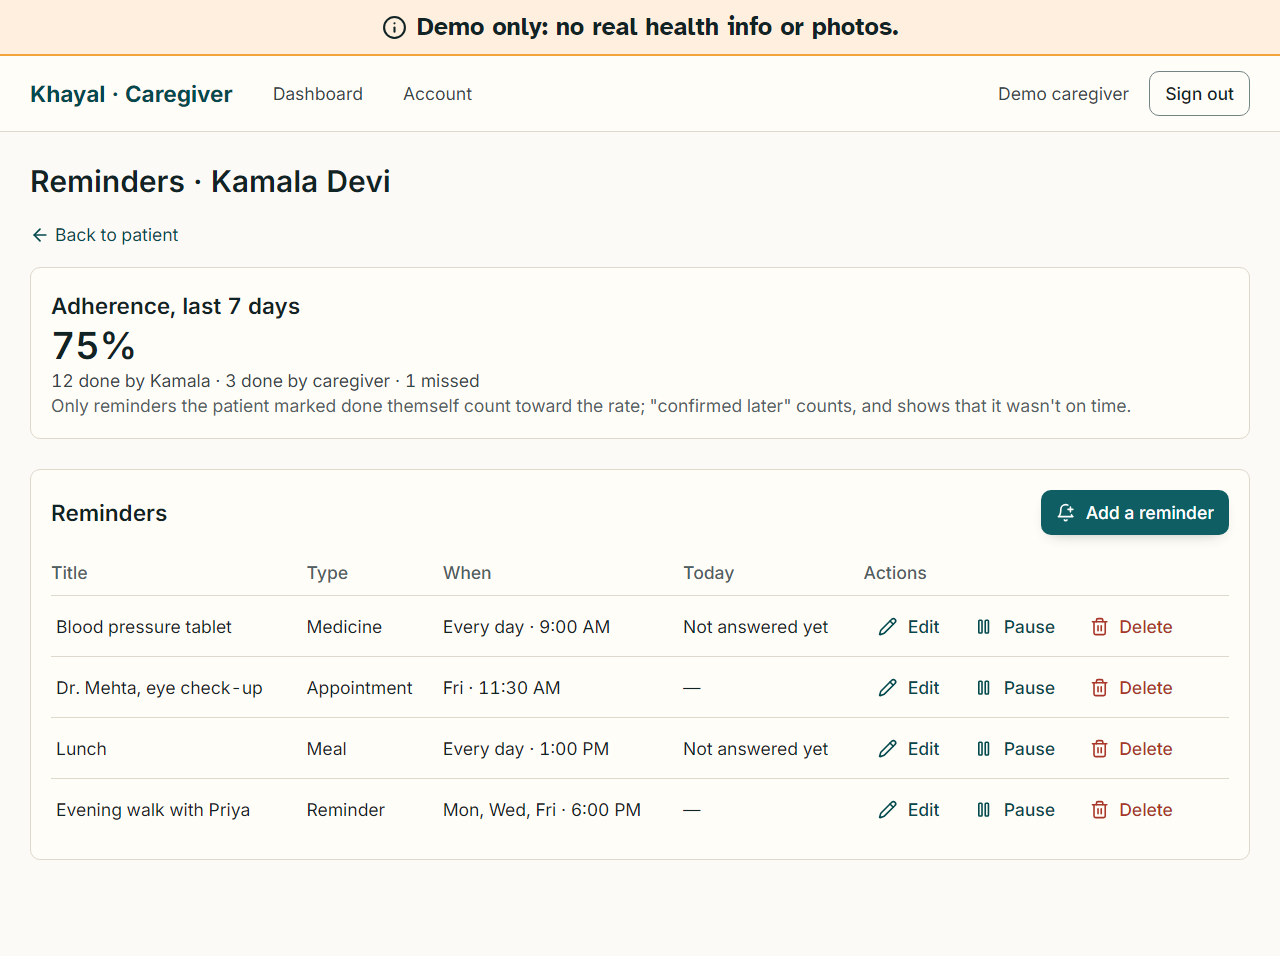 Demo only: no real health info or photos.
Khayal · Caregiver Dashboard Account Demo caregiver Sign out
Reminders · Kamala Devi
Back to patient
Adherence, last 7 days
75%
12 done by Kamala · 3 done by caregiver · 1 missed
Only reminders the patient marked done themself count toward the rate; "confirmed later" counts, and shows that it wasn't on time.
Reminders Add a reminder
Title Type When Today Actions
Blood pressure tablet Medicine Every day · 9:00 AM Not answered yet Edit Pause Delete
Dr. Mehta, eye check-up Appointment Fri · 11:30 AM — Edit Pause Delete
Lunch Meal Every day · 1:00 PM Not answered yet Edit Pause Delete
Evening walk with Priya Reminder Mon, Wed, Fri · 6:00 PM — Edit Pause Delete